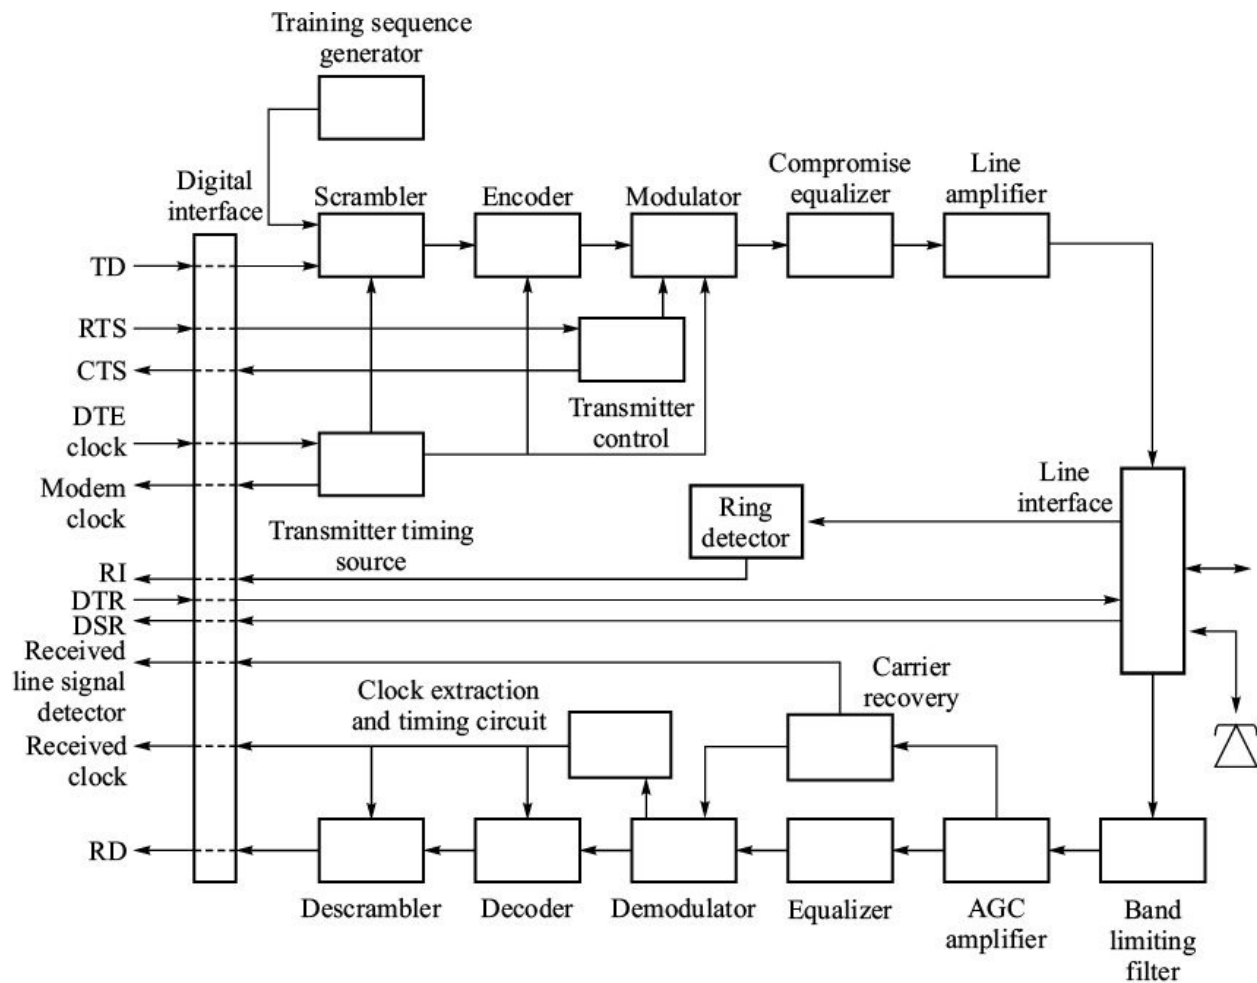 Training sequence
generator
Digital
interface
Scrambler
Encoder
Modulator
Compromise
equalizer
Line
amplifier
TD
RTS
CTS
DTE
clock
Modem
clock
Transmitter
control
Transmitter timing
source
Ring
detector
Line
interface
RI
DTR
DSR
Received
line signal
detector
Received
clock
Clock extraction
and timing circuit
Carrier
recovery
RD
Descrambler
Decoder
Demodulator
Equalizer
AGC
amplifier
Band
limiting
filter